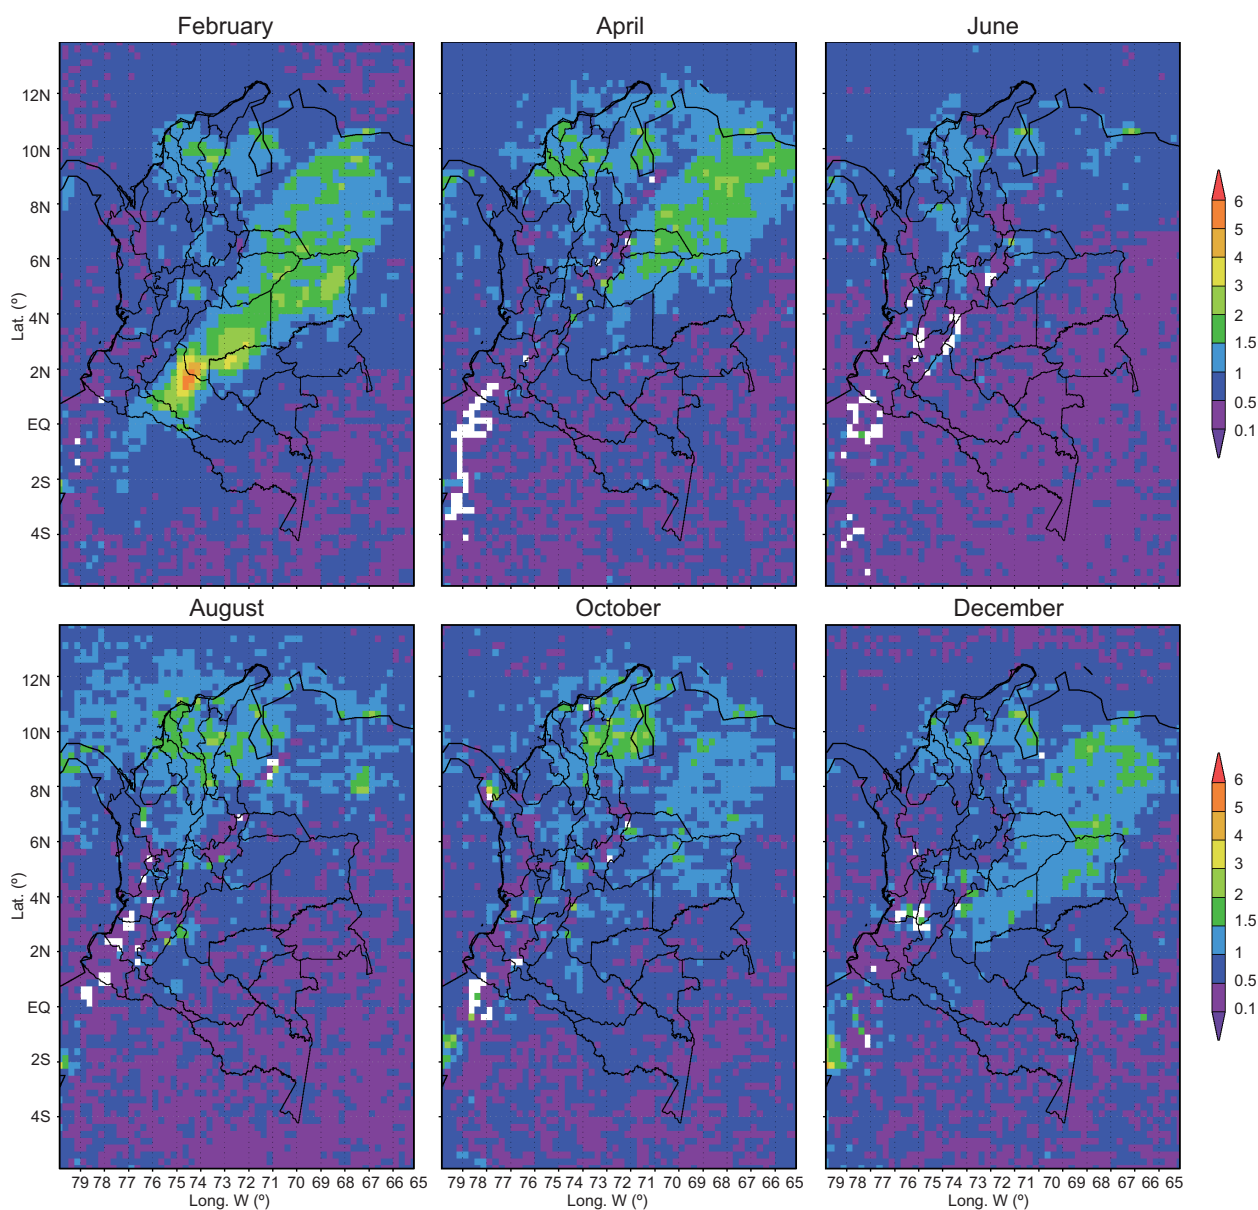 February
April
June
12N
10N
8N
6N
4N
2N
EQ
2S
4S
Lat. (º)
6
5
4
3
2
1.5
1
0.5
0.1
August
October
December
12N
10N
8N
6N
4N
2N
EQ
2S
4S
Lat. (º)
6
5
4
3
2
1.5
1
0.5
0.1
79 78 77 76 75 74 73 72 71 70 69 68 67 66 65
79 78 77 76 75 74 73 72 71 70 69 68 67 66 65
79 78 77 76 75 74 73 72 71 70 69 68 67 66 65
Long. W (º)
Long. W (º)
Long. W (º)